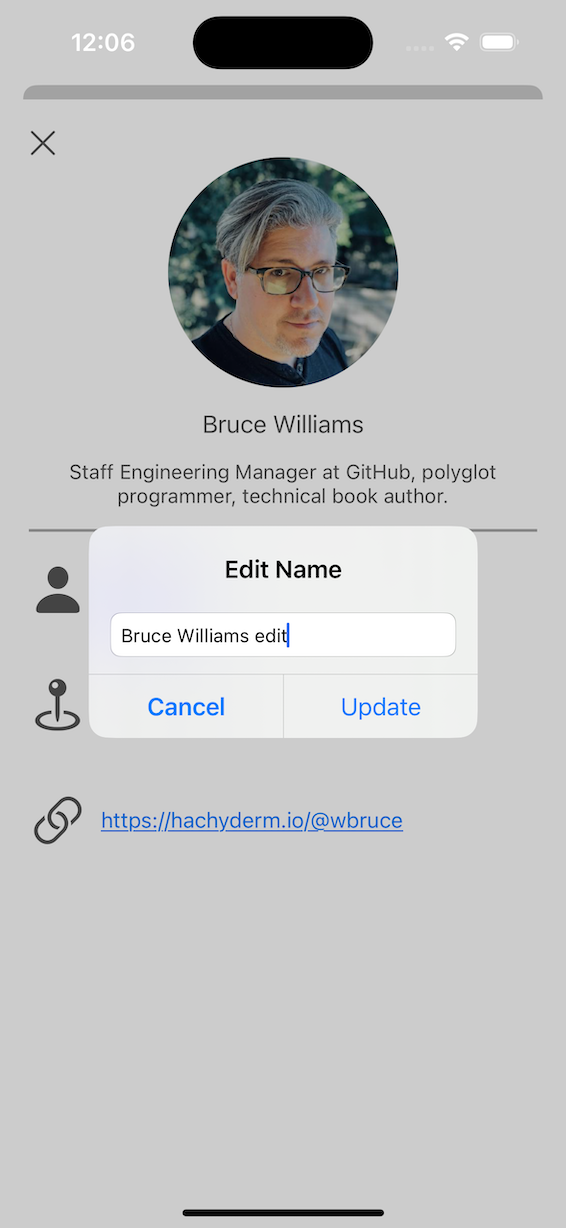 12:06
Bruce Williams
Staff Engineering Manager at GitHub, polyglot
programmer, technical book author.
Edit Name
Bruce Williams edit
Cancel
Update
https://hachyderm.io/@wbruce